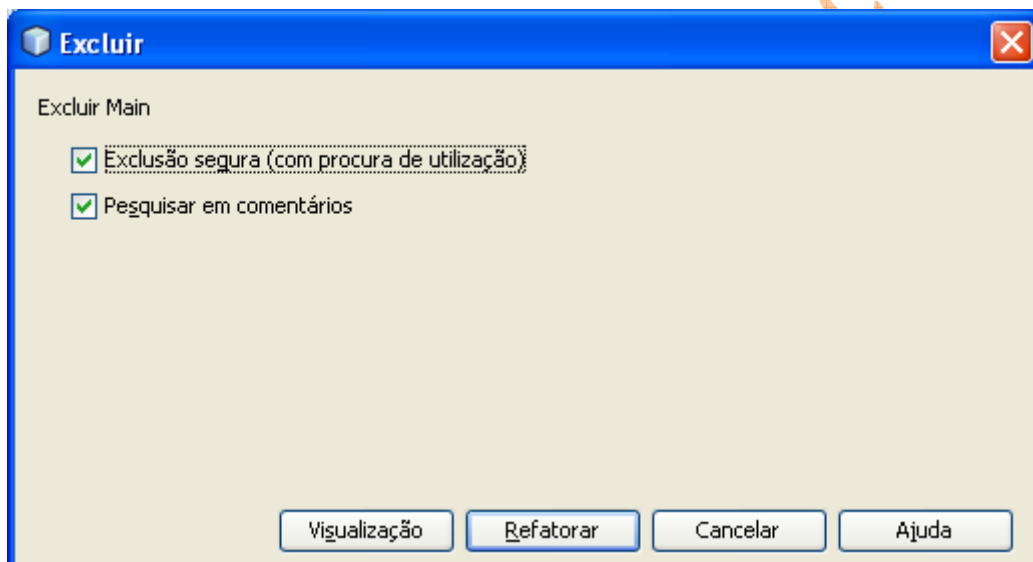 Excluir
Excluir Main
Exclusão segura (com procura de utilização)
Pesquisar em comentários
Visualização Refatorar Cancelar Ajuda